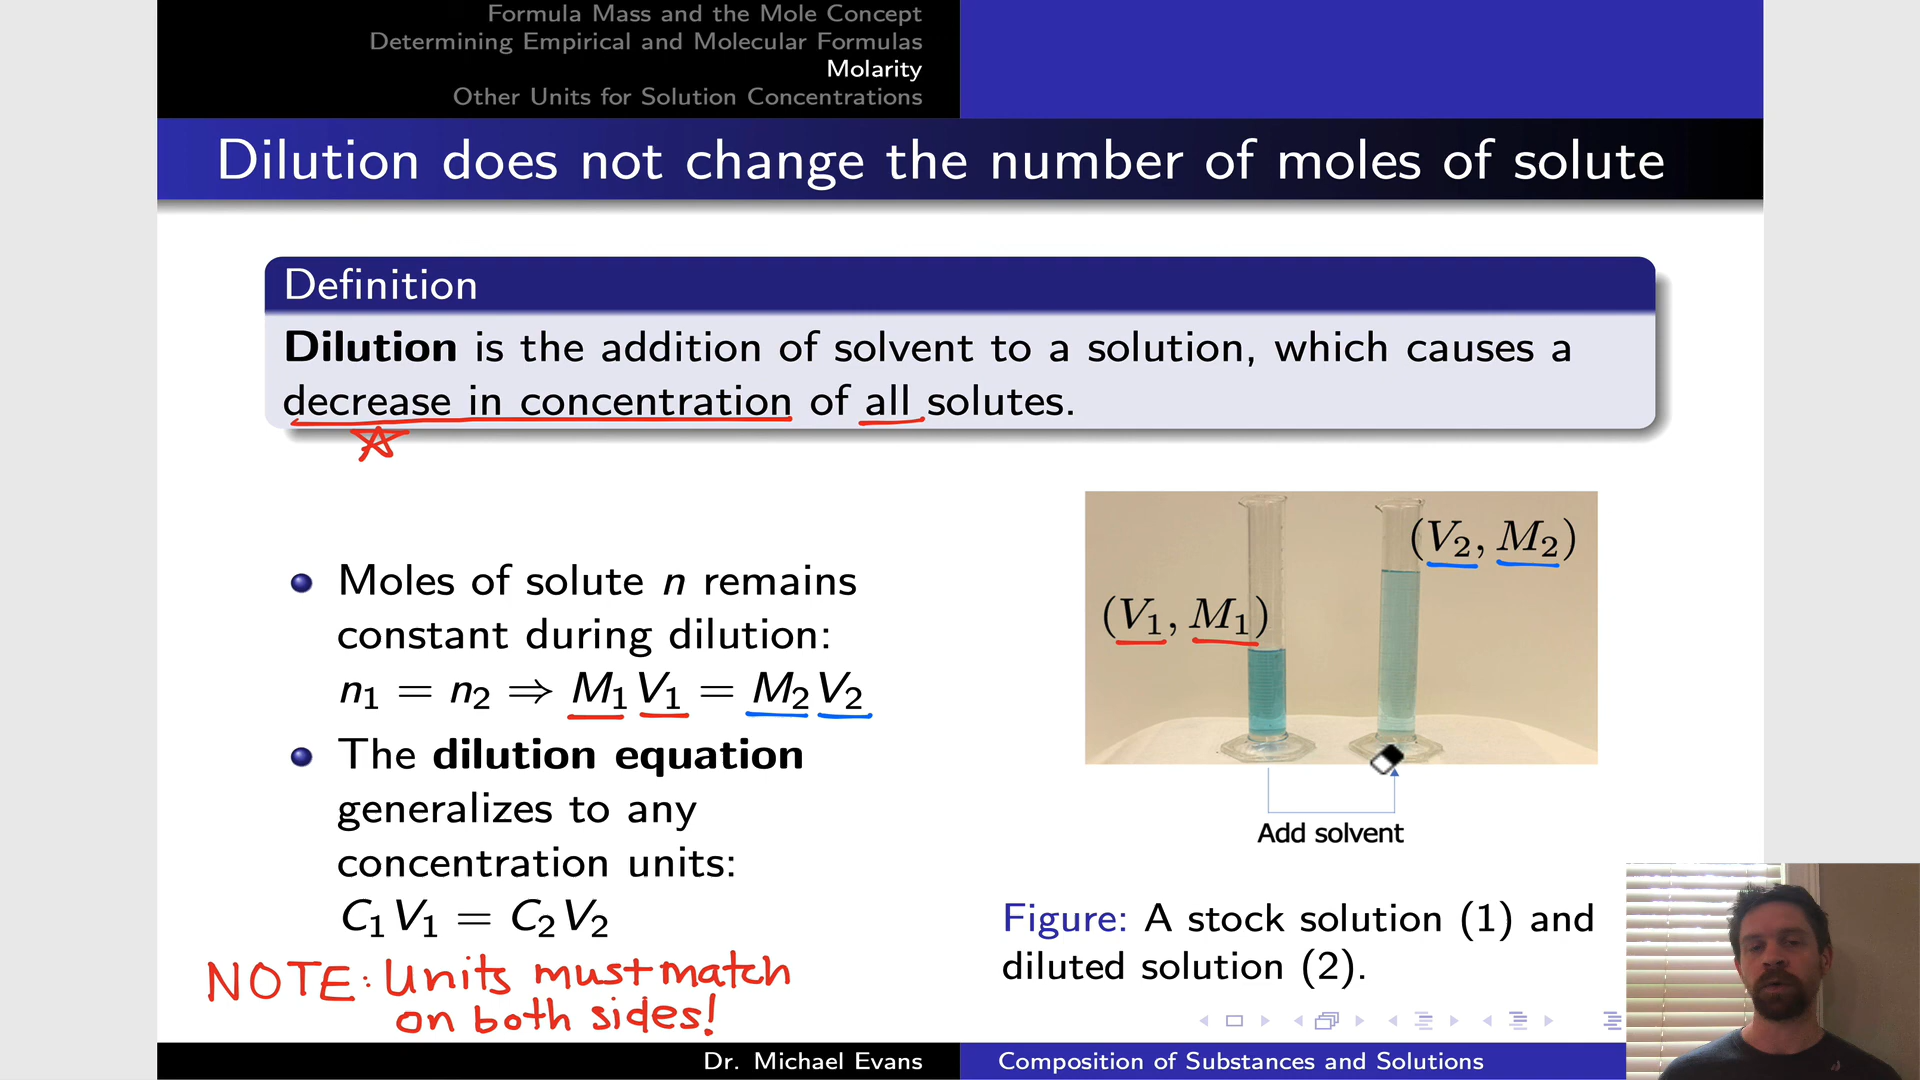 Formula Mass and the Mole Concept
Determining Empirical and Molecular Formulas
Molarity
Other Units for Solution Concentrations
Dilution does not change the number of moles of solute
Definition
Dilution is the addition of solvent to a solution, which causes a
decrease in concentration of all solutes.
Moles of solute n remains
constant during dilution:
n₁ = n₂ ⇒ M₁V₁ = M₂V₂
The dilution equation
generalizes to any
concentration units:
C₁V₁ = C₂V₂
NOTE: Units must match
on both sides!
(V₁, M₁)
(V₂, M₂)
Add solvent
Figure: A stock solution (1) and
diluted solution (2).
Dr. Michael Evans
Composition of Substances and Solutions